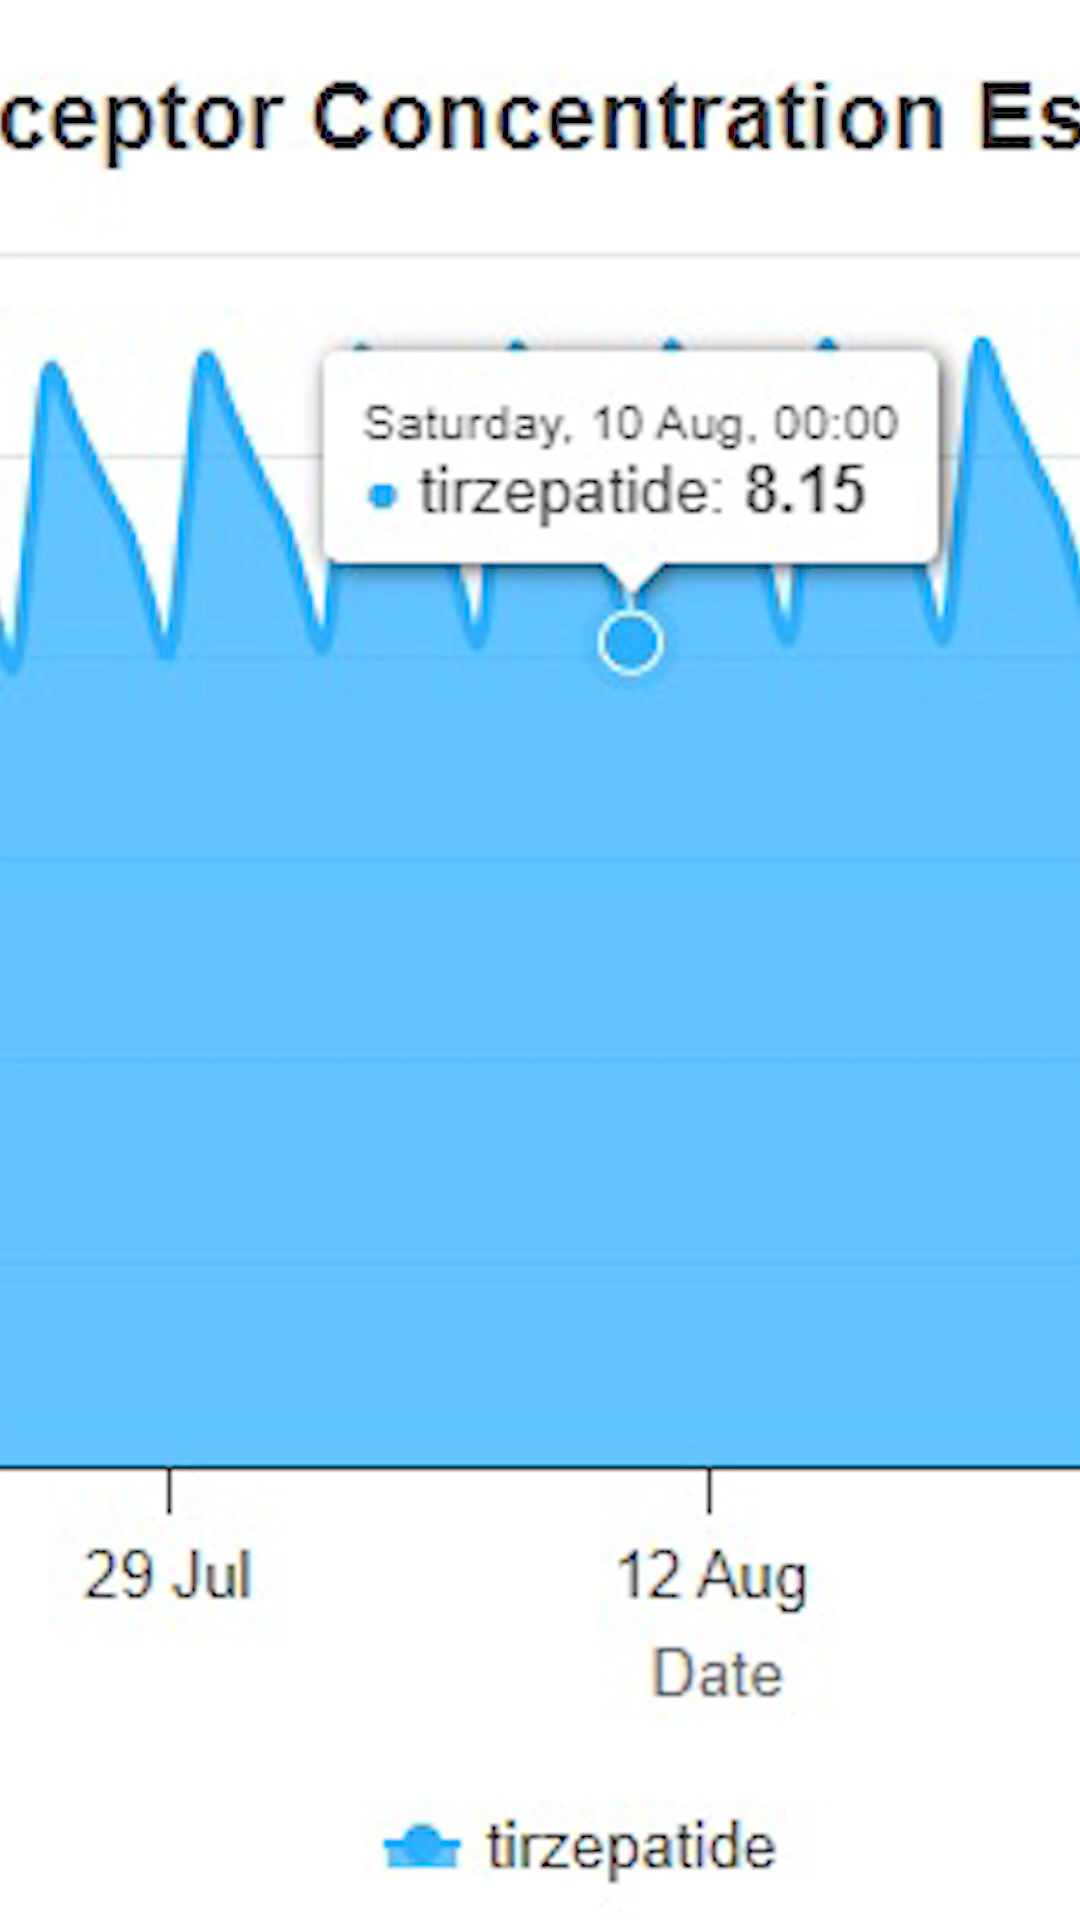 ceptor Concentration Es
Saturday, 10 Aug, 00:00
tirzepatide: 8.15
29 Jul
12 Aug
Date
tirzepatide